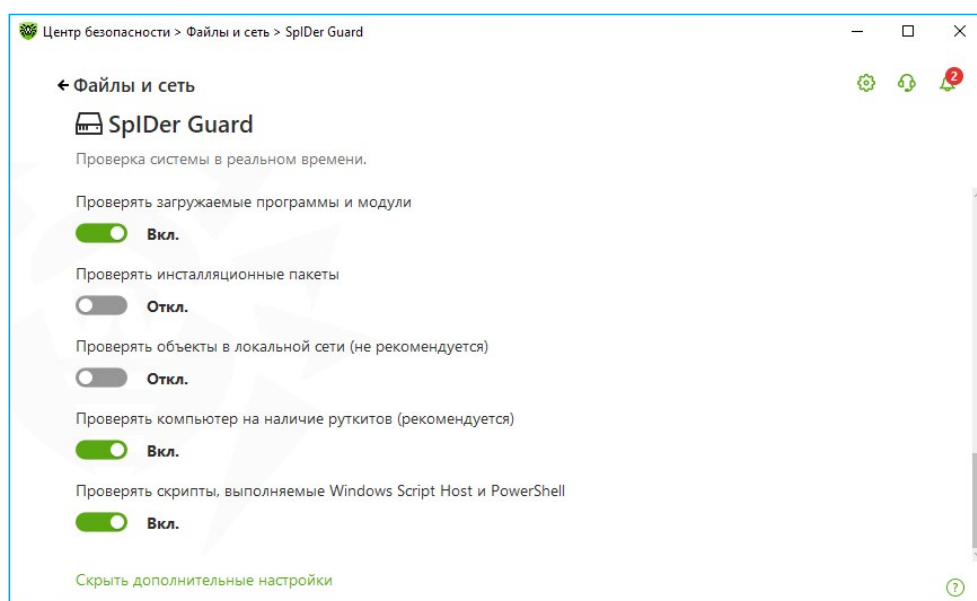 Центр безопасности > Файлы и сеть > SpIDer Guard
Файлы и сеть
2
SpIDer Guard
Проверка системы в реальном времени.
Проверять загружаемые программы и модули
Вкл.
Проверять инсталляционные пакеты
Откл.
Проверять объекты в локальной сети (не рекомендуется)
Откл.
Проверять компьютер на наличие руткитов (рекомендуется)
Вкл.
Проверять скрипты, выполняемые Windows Script Host и PowerShell
Вкл.
Скрыть дополнительные настройки
?